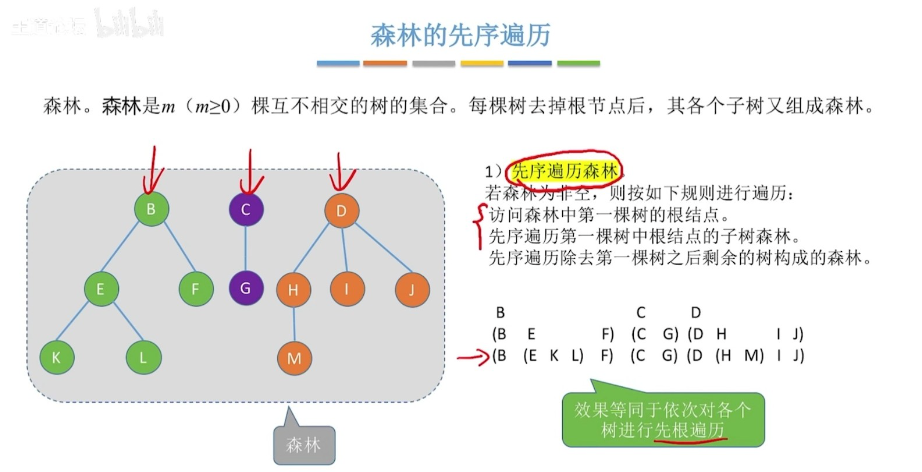 森林的先序遍历
森林。森林是m（m≥0）棵互不相交的树的集合。每棵树去掉根节点后，其各个子树又组成森林。
B
C
D
E
F
G
H
I
J
K
L
M
森林
1）先序遍历森林
若森林为非空，则按如下规则进行遍历：
访问森林中第一棵树的根结点。
先序遍历第一棵树中根结点的子树森林。
先序遍历除去第一棵树之后剩余的树构成的森林。
B C D
(B E F) (C G) (D H I J)
(B (E K L) F) (C G) (D (H M) I J)
效果等同于依次对各个
树进行先根遍历